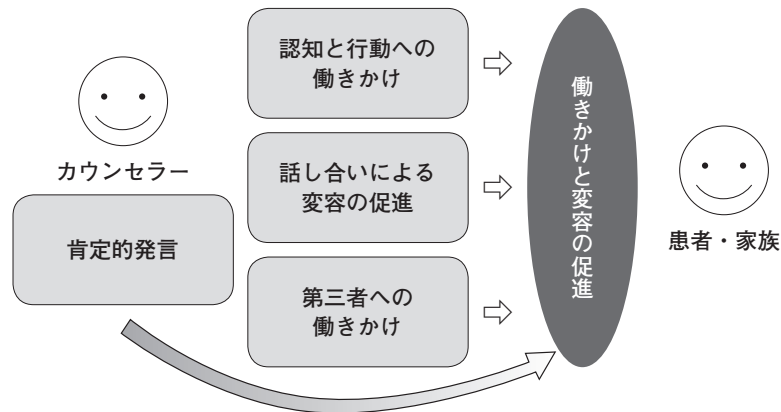 認知と行動への
働きかけ
カウンセラー
肯定的発言
話し合いによる
変容の促進
第三者への
働きかけ
働きかけと変容の促進
患者・家族